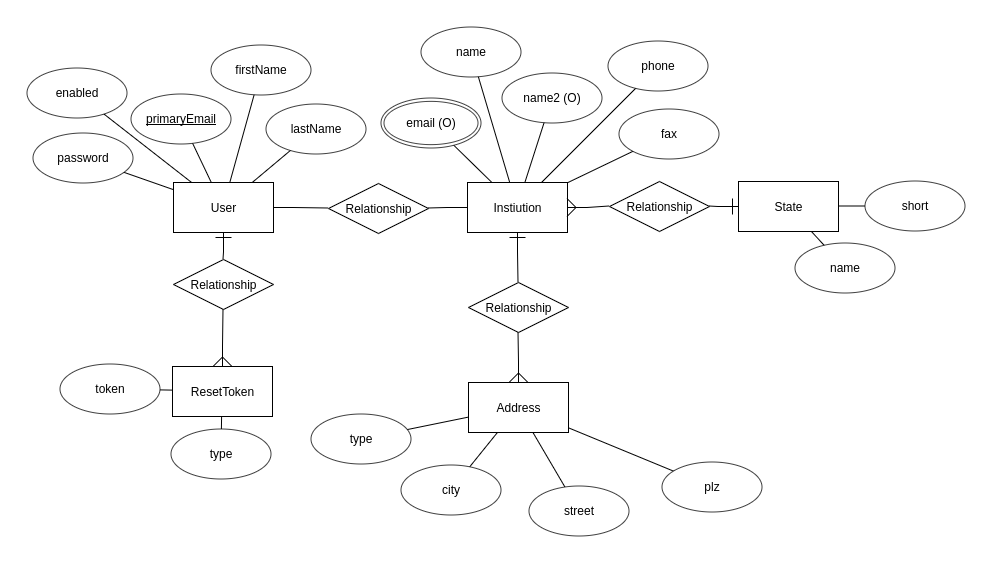 name
firstName
phone
enabled
name2 (O)
primaryEmail
email (O)
lastName
fax
password
User
Relationship
Instiution
Relationship
State
short
name
Relationship
Relationship
token
ResetToken
Address
type
type
city
plz
street